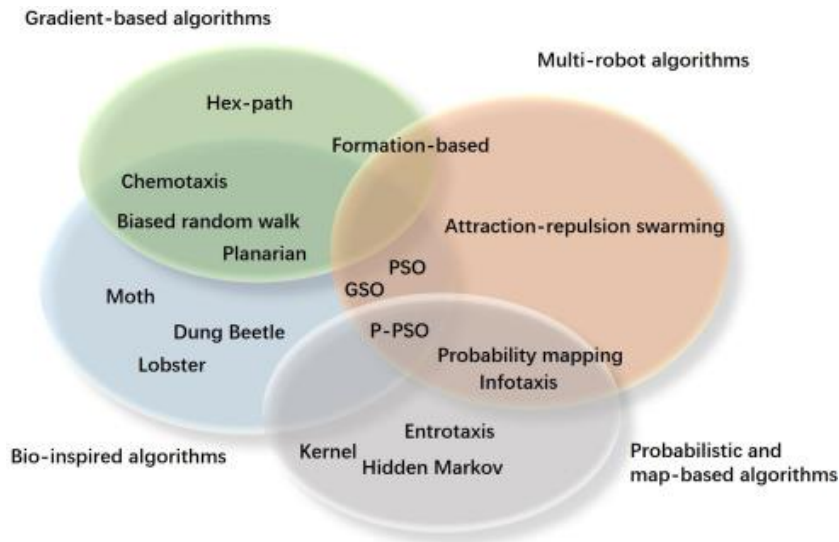 Gradient-based algorithms
Multi-robot algorithms
Hex-path
Formation-based
Chemotaxis
Biased random walk
Attraction-repulsion swarming
Planarian
PSO
GSO
Moth
Dung Beetle
P-PSO
Lobster
Probability mapping
Infotaxis
Entrotaxis
Kernel
Hidden Markov
Bio-inspired algorithms
Probabilistic and
map-based algorithms